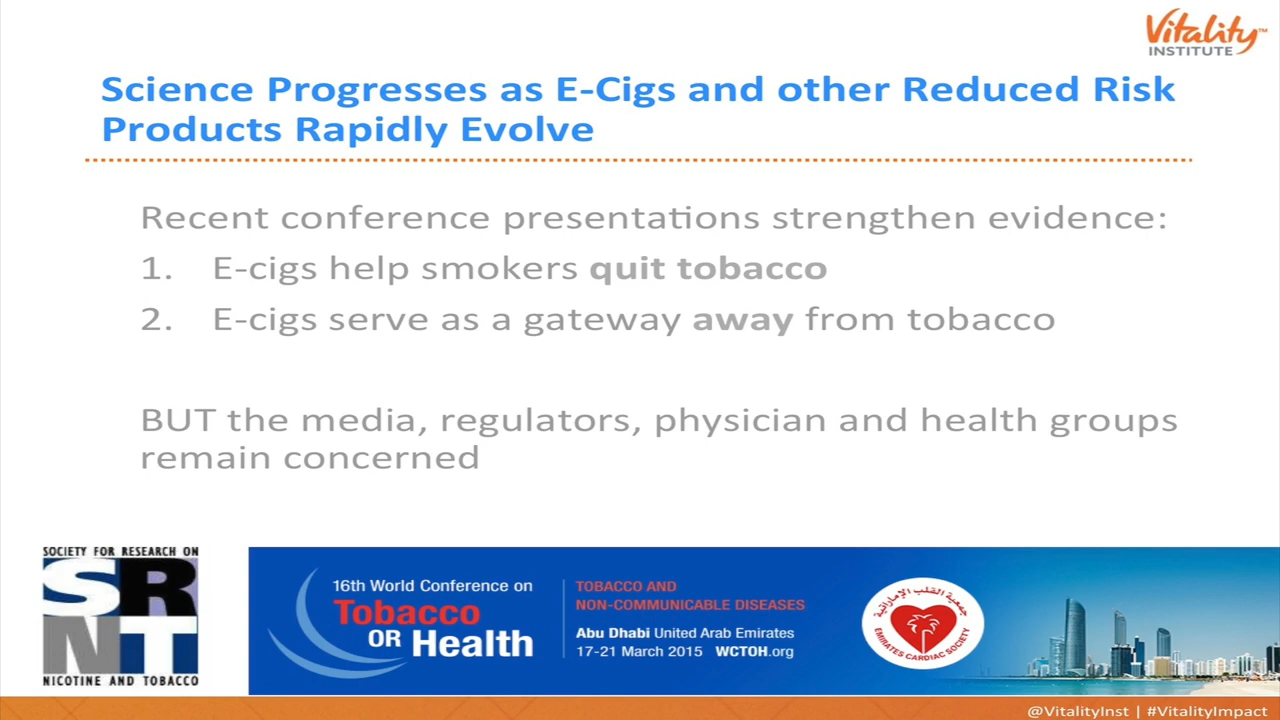 Vitality™
INSTITUTE
Science Progresses as E-Cigs and other Reduced Risk
Products Rapidly Evolve
Recent conference presentations strengthen evidence:
1. E-cigs help smokers quit tobacco
2. E-cigs serve as a gateway away from tobacco
BUT the media, regulators, physician and health groups
remain concerned
SOCIETY FOR RESEARCH ON
SR
NT
NICOTINE AND TOBACCO
16th World Conference on
Tobacco
OR Health
TOBACCO AND
NON-COMMUNICABLE DISEASES
Abu Dhabi United Arab Emirates
17-21 March 2015 WCTOH.org
جمعية القلب الإماراتية
EMIRATES CARDIAC SOCIETY
@VitalityInst | #VitalityImpact